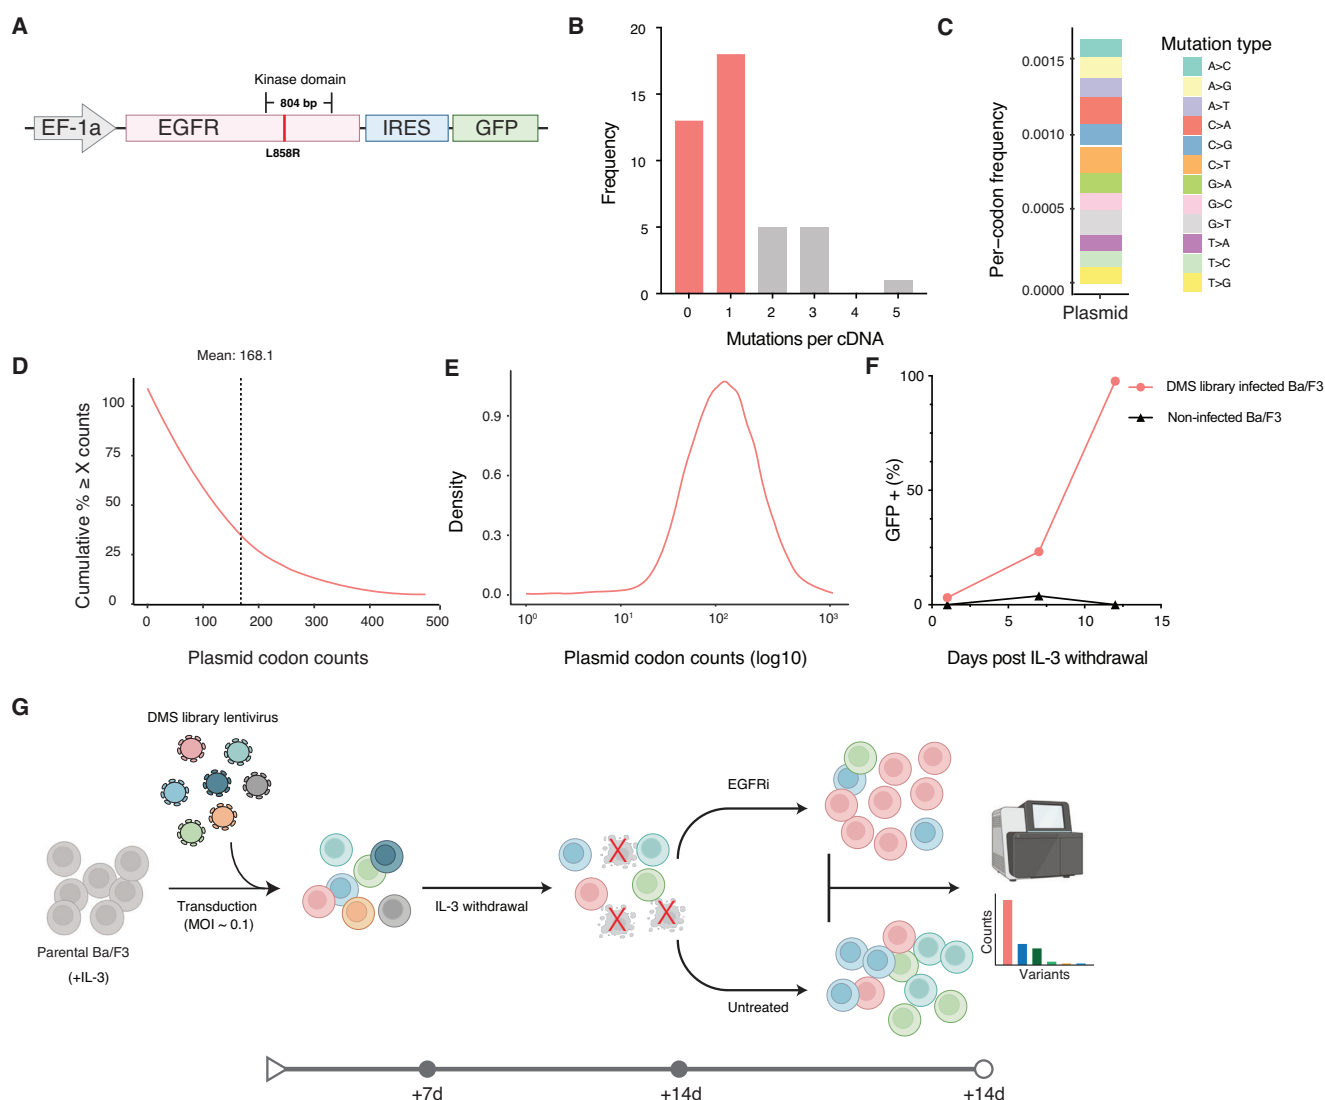 A
Kinase domain
804 bp
EF-1a
EGFR
IRES
GFP
L858R
B
Frequency
20
15
10
5
0
0 1 2 3 4 5
Mutations per cDNA
C
Per-codon frequency
0.0015
0.0010
0.0005
0.0000
Plasmid
Mutation type
A>C
A>G
A>T
C>A
C>G
C>T
G>A
G>C
G>T
T>A
T>C
T>G
D
Mean: 168.1
Cumulative % ≥ X counts
100
75
50
25
0
0 100 200 300 400 500
Plasmid codon counts
E
Density
0.9
0.6
0.3
0.0
10⁰ 10¹ 10² 10³
Plasmid codon counts (log10)
F
GFP + (%)
100
50
0
0 5 10 15
Days post IL-3 withdrawal
DMS library infected Ba/F3
Non-infected Ba/F3
G
DMS library lentivirus
Parental Ba/F3
(+IL-3)
Transduction
(MOI ~ 0.1)
IL-3 withdrawal
X
X
X
EGFRi
Untreated
Counts
Variants
+7d
+14d
+14d